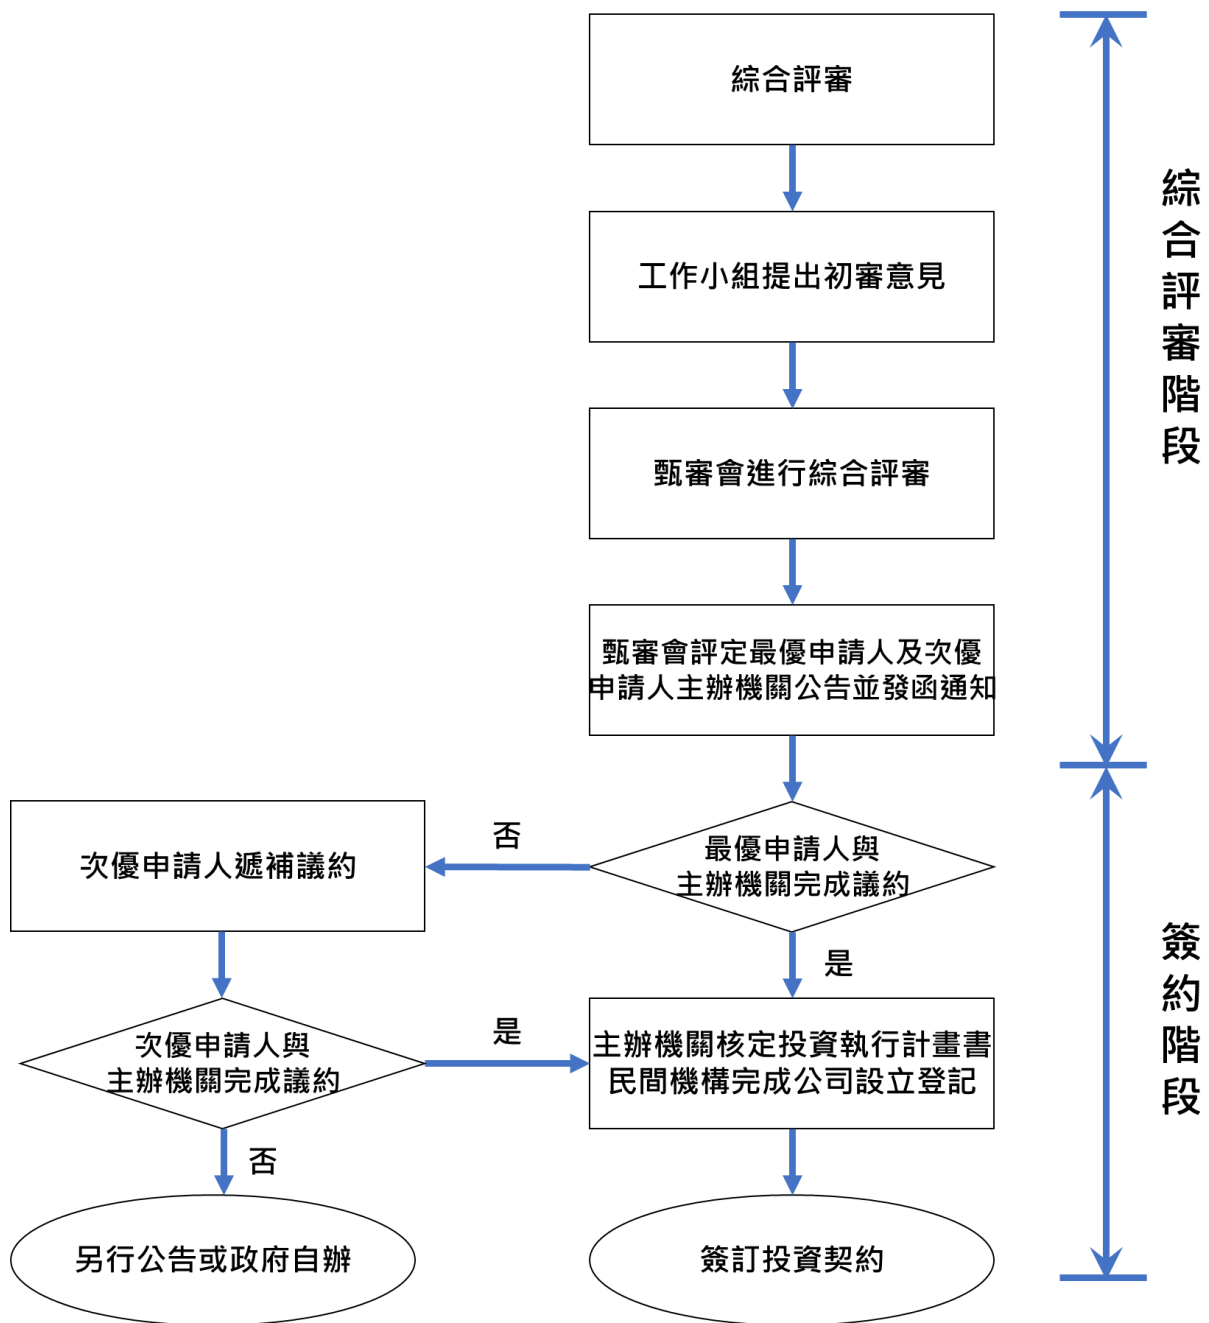 綜合評審
工作小組提出初審意見
甄審會進行綜合評審
甄審會評定最優申請人及次優
申請人主辦機關公告並發函通知
綜合評審階段
最優申請人與
主辦機關完成議約
否
次優申請人遞補議約
是
次優申請人與
主辦機關完成議約
是
主辦機關核定投資執行計畫書
民間機構完成公司設立登記
否
另行公告或政府自辦
簽訂投資契約
簽約階段